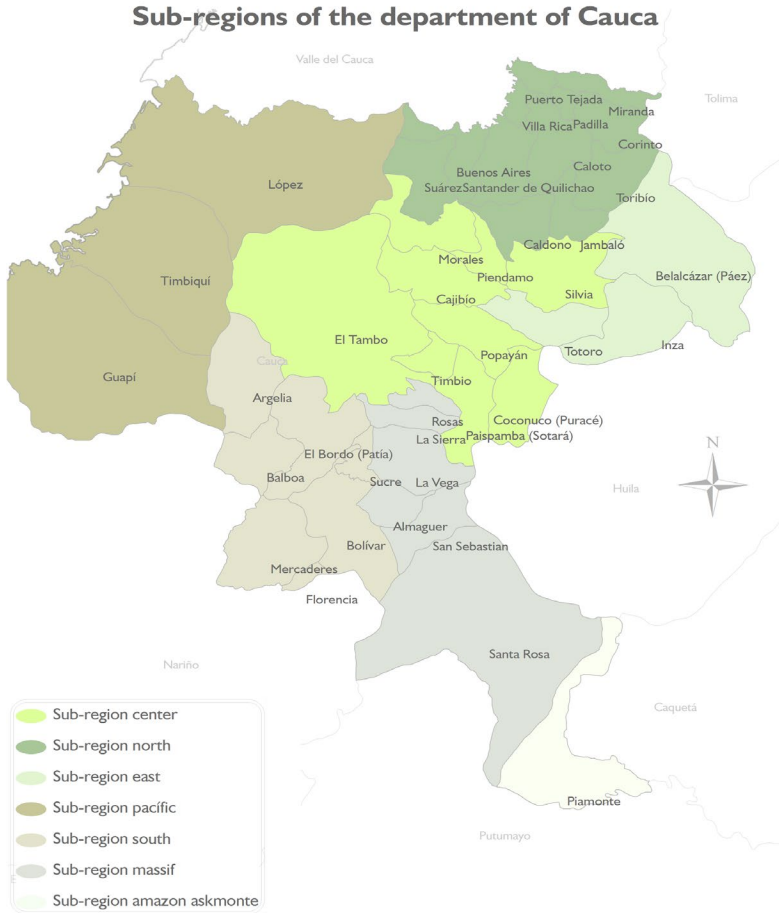 Sub-regions of the department of Cauca
Valle del Cauca
Tolima
Puerto Tejada
Miranda
Villa Rica
Padilla
Corinto
Buenos Aires
Caloto
López
Suárez
Santander de Quilichao
Toribío
Caldono
Jambaló
Morales
Piendamo
Belalcázar (Páez)
Timbiquí
Silvia
Cajibío
El Tambo
Popayán
Totoro
Inza
Cauca
Guapí
Timbio
Argelia
Rosas
Coconuco (Puracé)
La Sierra
Paispamba (Sotará)
N
El Bordo (Patía)
Balboa
Sucre
La Vega
Huila
Almaguer
Bolívar
San Sebastian
Mercaderes
Florencia
Santa Rosa
Nariño
Caquetá
Piamonte
Putumayo
Sub-region center
Sub-region north
Sub-region east
Sub-region pacífic
Sub-region south
Sub-region massif
Sub-region amazon askmonte